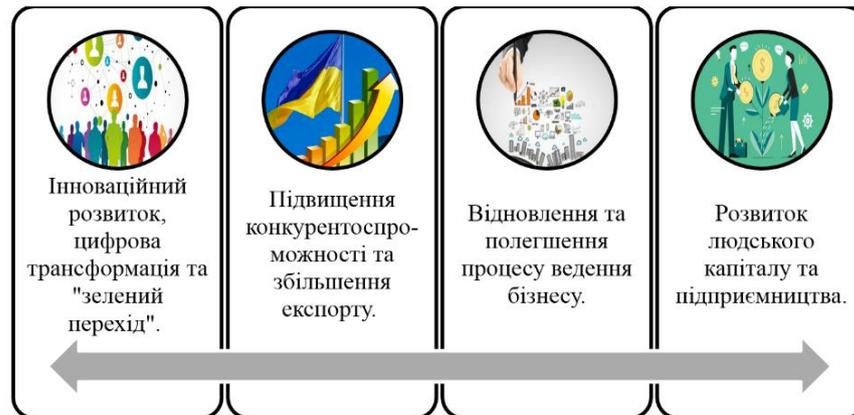 Інноваційний
розвиток,
цифрова
трансформація та
"зелений
перехід".
Підвищення
конкурентоспро-
можності та
збільшення
експорту.
Відновлення та
полегшення
процесу ведення
бізнесу.
Розвиток
людського
капіталу та
підприємництва.